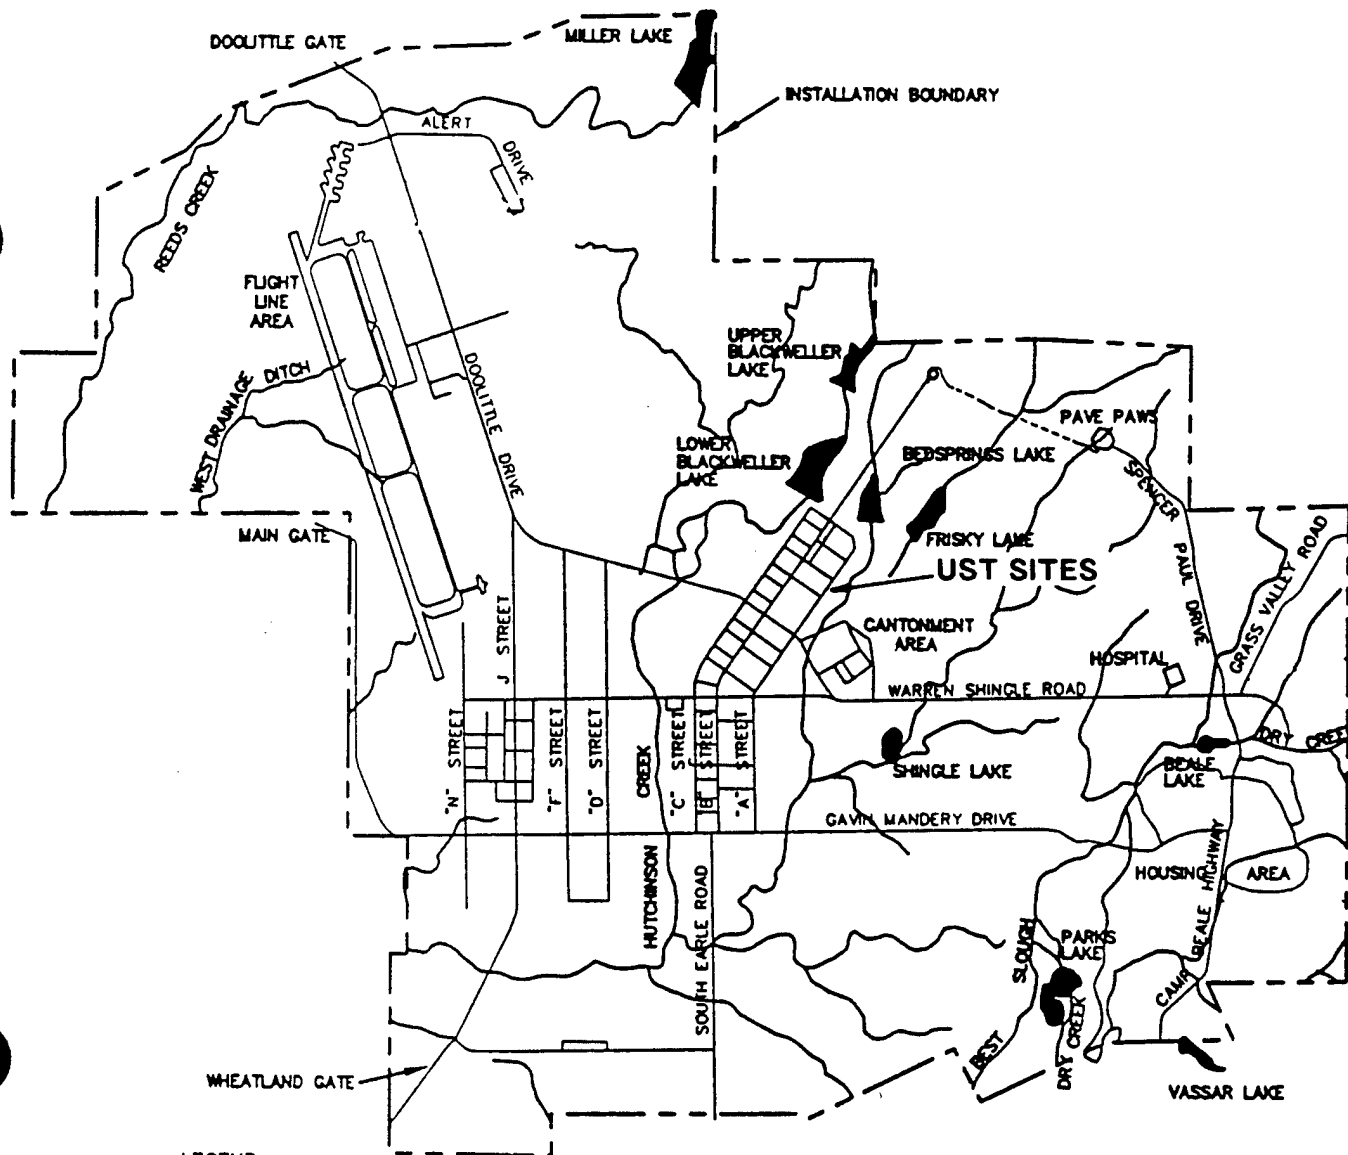 DOOLITTLE GATE
MILLER LAKE
INSTALLATION BOUNDARY
ALERT
DRIVE
REEDS CREEK
FLIGHT
LINE
AREA
WEST DRAINAGE DITCH
DOOLITTLE DRIVE
UPPER
BLACKWELLER
LAKE
LOWER
BLACKWELLER
LAKE
PAVE PAWS
BEDSPRINGS LAKE
SPENCER PAUL DRIVE
MAIN GATE
FRISKY LAKE
UST SITES
GRASS VALLEY ROAD
J STREET
CANTONMENT
AREA
HOSPITAL
WARREN SHINGLE ROAD
"N" STREET
"F" STREET
"D" STREET
HUTCHINSON CREEK
"C" STREET
"B" STREET
"A" STREET
SHINGLE LAKE
BEALE
LAKE
DRY CREEK
GAVIN MANDERY DRIVE
HOUSING AREA
SOUTH EARLE ROAD
CAMP BEALE HIGHWAY
BEST SLOUGH
PARKS
LAKE
DRY CREEK
WHEATLAND GATE
VASSAR LAKE